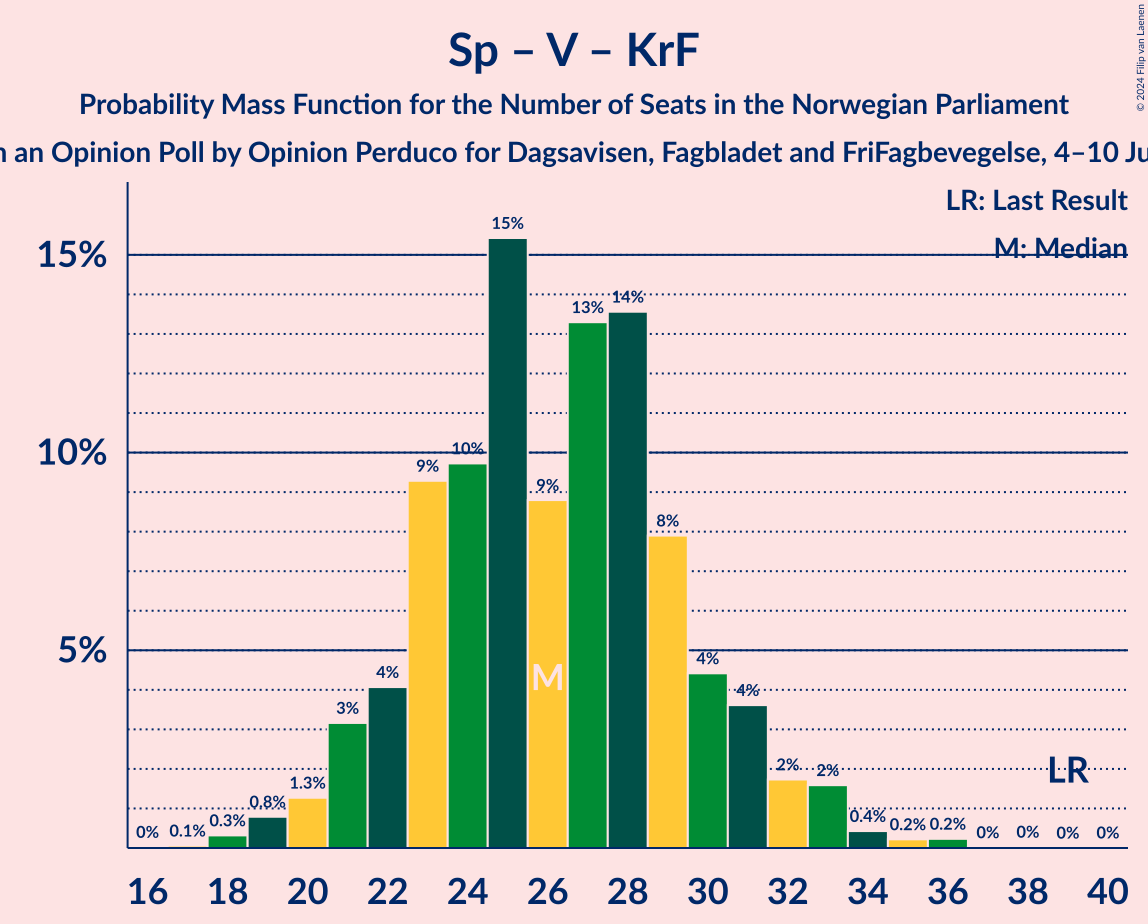 Sp – V – KrF
© 2024 Filip van Laenen
Probability Mass Function for the Number of Seats in the Norwegian Parliament
an Opinion Poll by Opinion Perduco for Dagsavisen, Fagbladet and FriFagbevegelse, 4–10
LR: Last Result
M: Median
15%
10%
5%
0% 0.1% 0.3% 0.8% 1.3% 3% 4% 9% 10% 15% 9% 13% 14% 8% 4% 4% 2% 2% 0.4% 0.2% 0.2% 0% 0% 0% 0%
M
LR
16 18 20 22 24 26 28 30 32 34 36 38 40